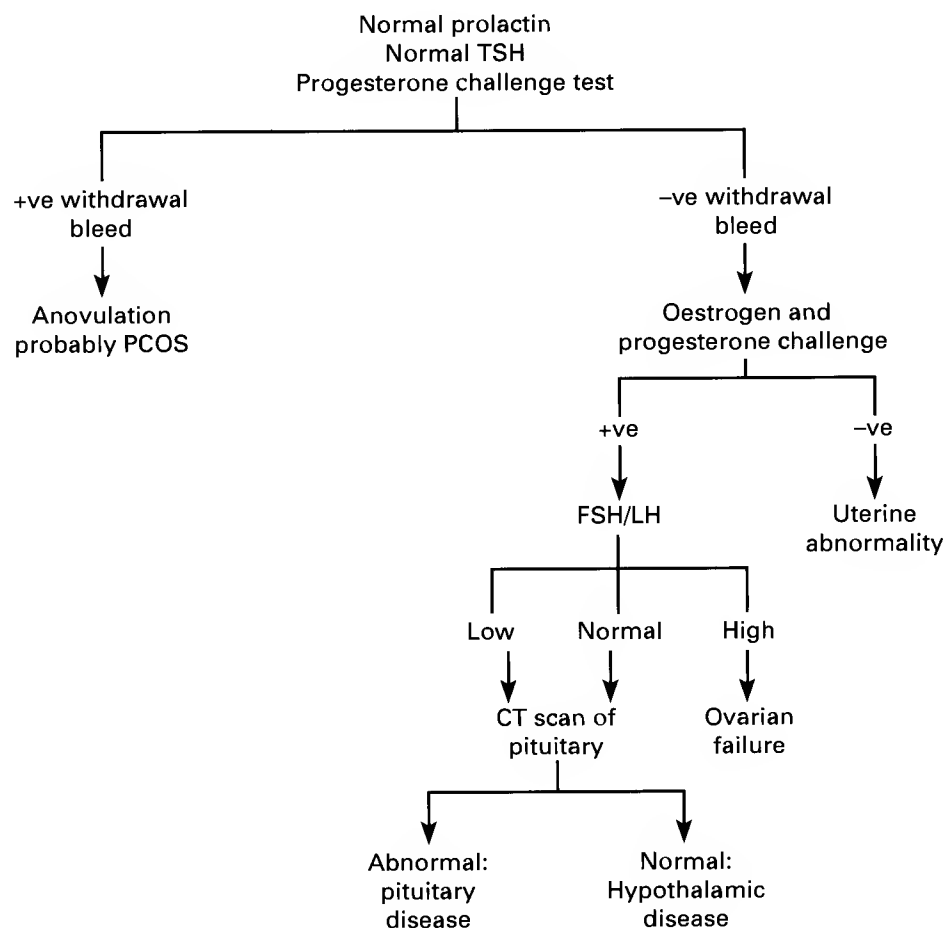 Normal prolactin
Normal TSH
Progesterone challenge test
+ve withdrawal
bleed
–ve withdrawal
bleed
Anovulation
probably PCOS
Oestrogen and
progesterone challenge
+ve
–ve
FSH/LH
Uterine
abnormality
Low
Normal
High
CT scan of
pituitary
Ovarian
failure
Abnormal:
pituitary
disease
Normal:
Hypothalamic
disease